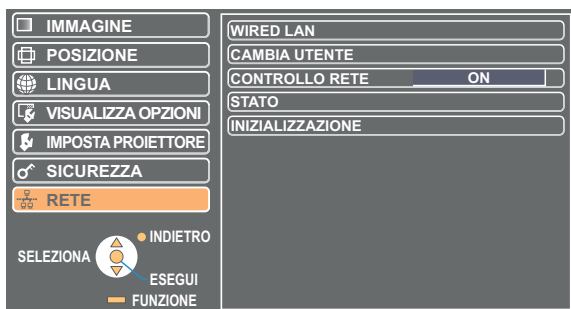 IMMAGINE
POSIZIONE
LINGUA
VISUALIZZA OPZIONI
IMPOSTA PROIETTORE
SICUREZZA
RETE
INDIETRO
SELEZIONA
ESEGUI
FUNZIONE
WIRED LAN
CAMBIA UTENTE
CONTROLLO RETE ON
STATO
INIZIALIZZAZIONE